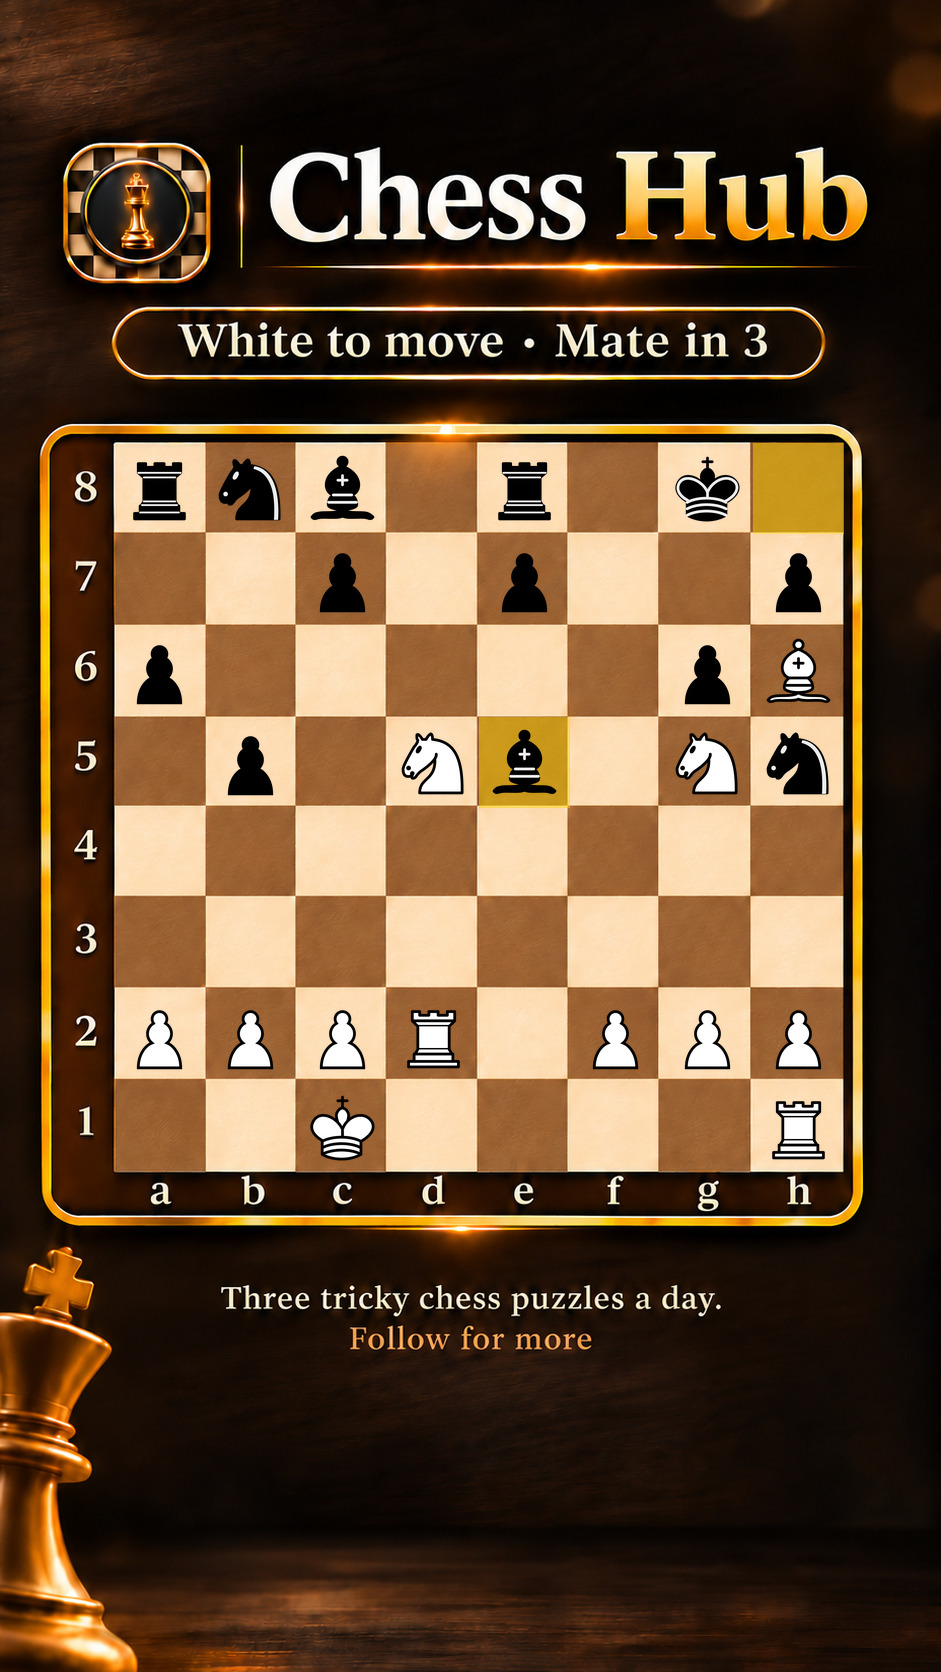 Chess Hub
White to move • Mate in 3
8
7
6
5
4
3
2
1
a b c d e f g h
Three tricky chess puzzles a day.
Follow for more